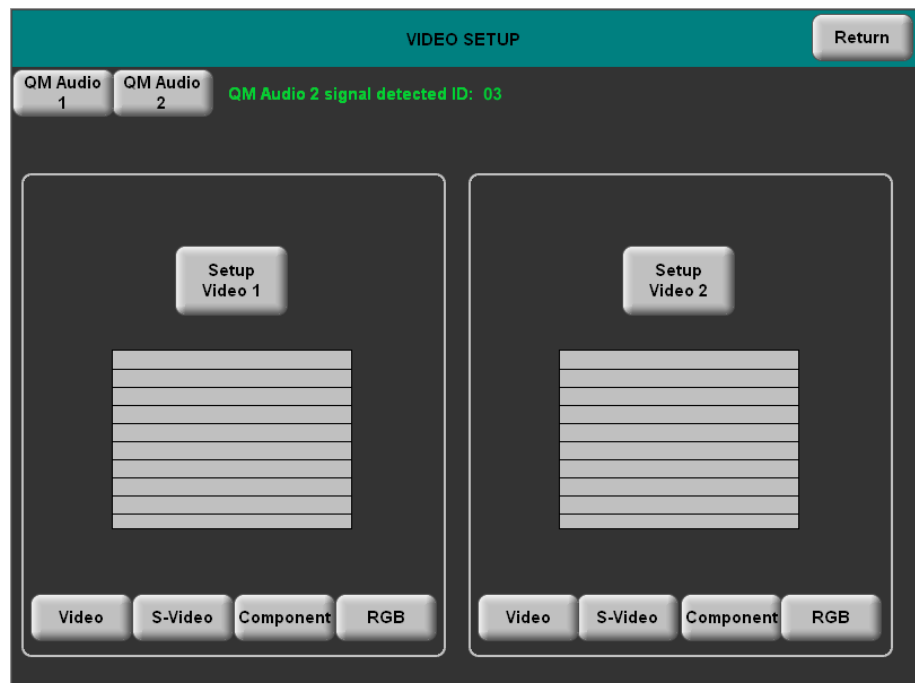 VIDEO SETUP
Return
QM Audio
1
QM Audio
2
QM Audio 2 signal detected ID: 03
Setup
Video 1
Setup
Video 2
Video
S-Video
Component
RGB
Video
S-Video
Component
RGB